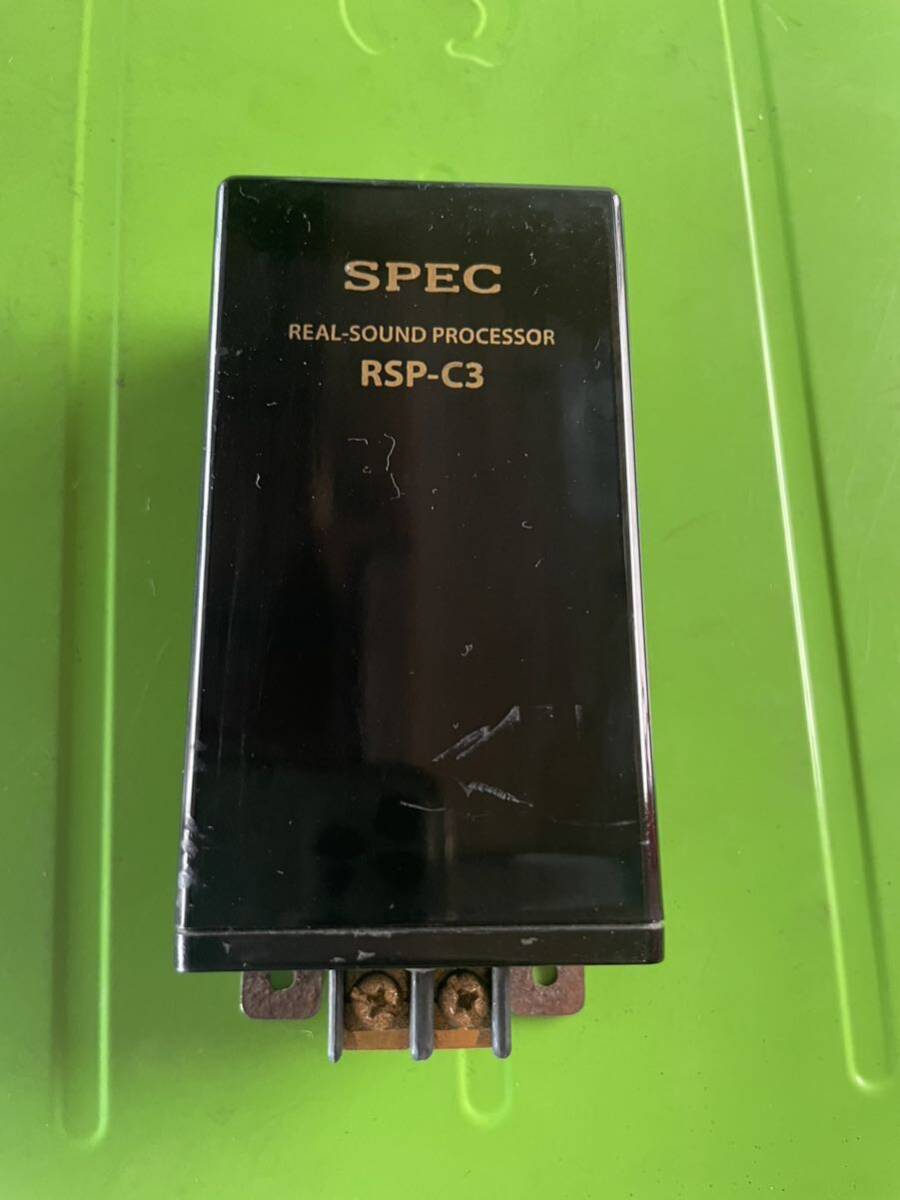 SPEC
REAL-SOUND PROCESSOR
RSP-C3